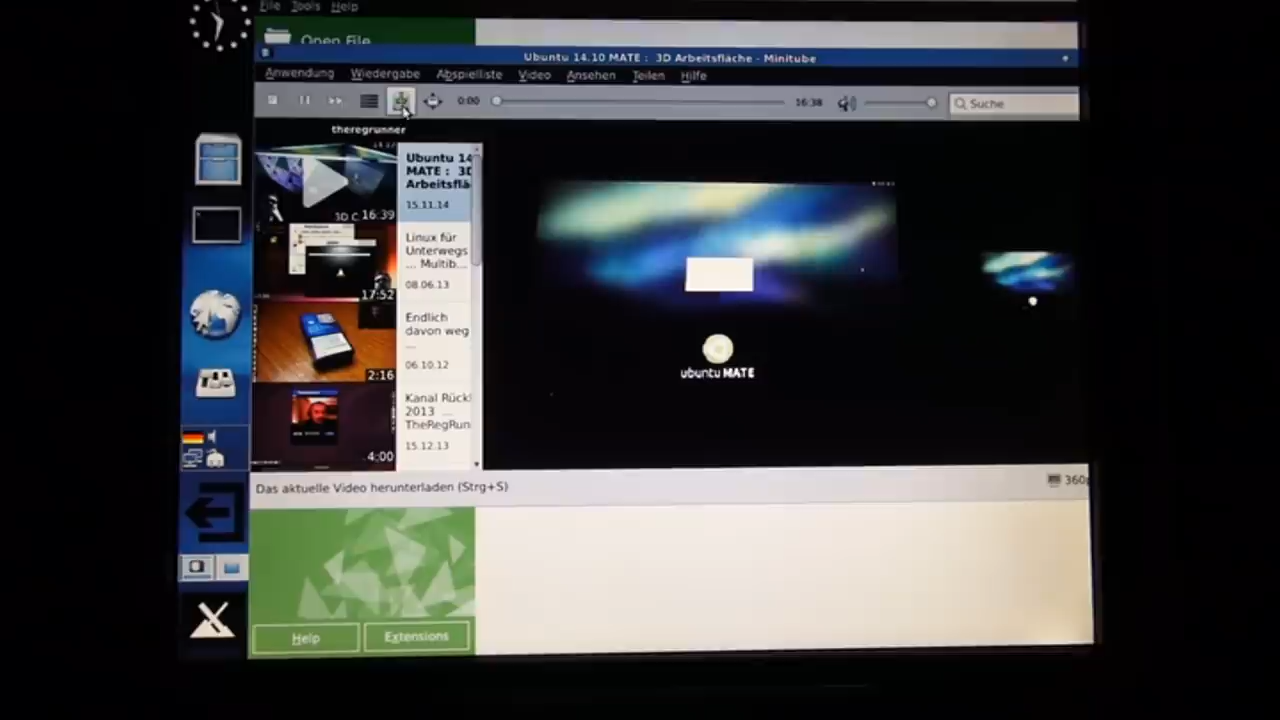 File Tools Help
Open File
Ubuntu 14.10 MATE : 3D Arbeitsfläche - Minitube
Anwendung Wiedergabe Abspielliste Video Ansehen Teilen Hilfe
0:00 16:38 Suche
theregrunner
Ubuntu 14
MATE : 3D
Arbeitsflä
15.11.14
3D C 16:39
Linux für
Unterwegs
... Multib...
08.06.13
17:52
Endlich
davon weg
...
06.10.12
2:16
Kanal Rück
2013 ...
TheRegRun
15.12.13
4:00
ubuntu MATE
Das aktuelle Video herunterladen (Strg+S)
360p
Help Extensions